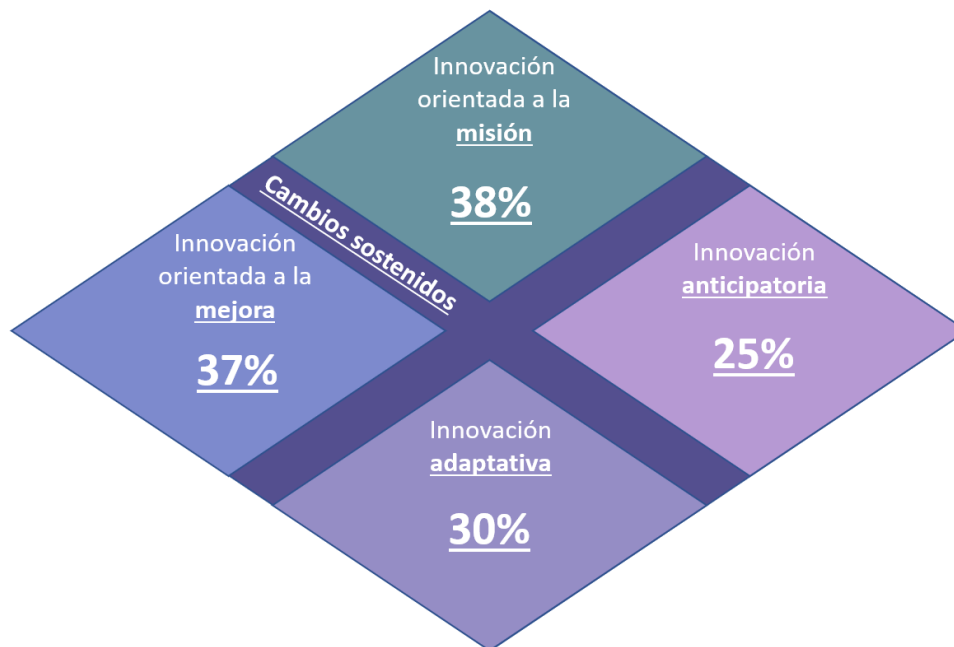 Innovación
orientada a la
misión
38%
Cambios sostenidos
Innovación
orientada a la
mejora
37%
Innovación
anticipatoria
25%
Innovación
adaptativa
30%